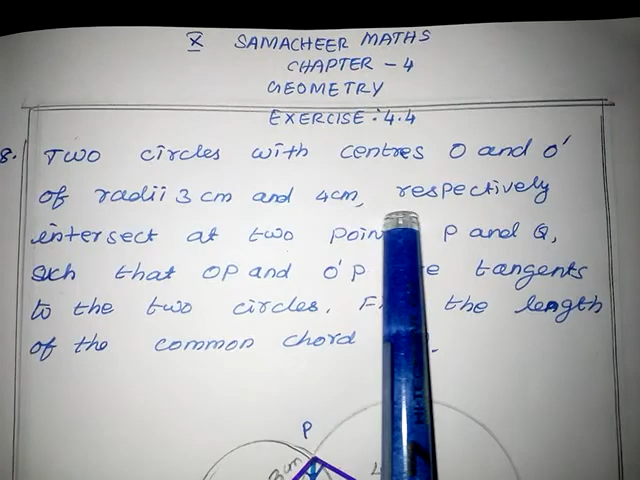 X SAMACHEER MATHS
CHAPTER - 4
GEOMETRY
EXERCISE: 4.4
8. Two circles with centres O and O'
of radii 3 cm and 4cm, respectively
intersect at two P and Q,
such that OP and O'P tangents
to the two circles. the length
of the common chord
P
3cm